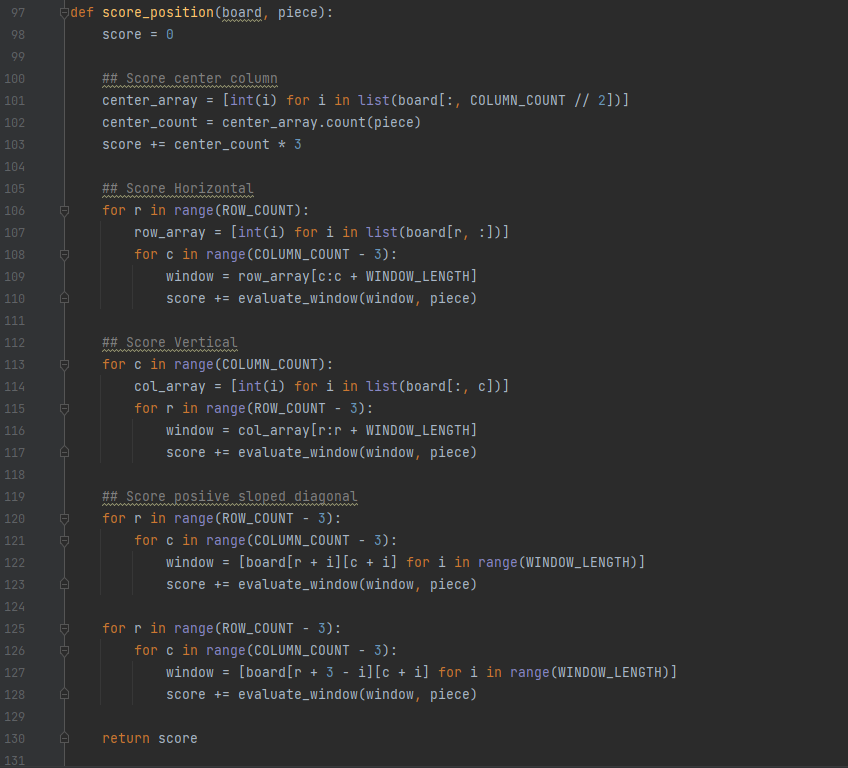 97 def score_position(board, piece):
98 score = 0
99
100 ## Score center column
101 center_array = [int(i) for i in list(board[:, COLUMN_COUNT // 2])]
102 center_count = center_array.count(piece)
103 score += center_count * 3
104
105 ## Score Horizontal
106 for r in range(ROW_COUNT):
107 row_array = [int(i) for i in list(board[r, :])]
108 for c in range(COLUMN_COUNT - 3):
109 window = row_array[c:c + WINDOW_LENGTH]
110 score += evaluate_window(window, piece)
111
112 ## Score Vertical
113 for c in range(COLUMN_COUNT):
114 col_array = [int(i) for i in list(board[:, c])]
115 for r in range(ROW_COUNT - 3):
116 window = col_array[r:r + WINDOW_LENGTH]
117 score += evaluate_window(window, piece)
118
119 ## Score posiive sloped diagonal
120 for r in range(ROW_COUNT - 3):
121 for c in range(COLUMN_COUNT - 3):
122 window = [board[r + i][c + i] for i in range(WINDOW_LENGTH)]
123 score += evaluate_window(window, piece)
124
125 for r in range(ROW_COUNT - 3):
126 for c in range(COLUMN_COUNT - 3):
127 window = [board[r + 3 - i][c + i] for i in range(WINDOW_LENGTH)]
128 score += evaluate_window(window, piece)
129
130 return score
131